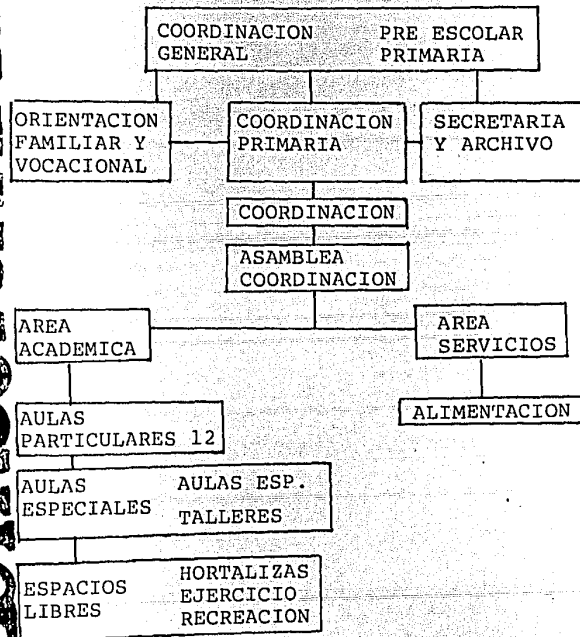 COORDINACION PRE ESCOLAR
GENERAL PRIMARIA
ORIENTACION
FAMILIAR Y
VOCACIONAL
COORDINACION
PRIMARIA
SECRETARIA
Y ARCHIVO
COORDINACION
ASAMBLEA
COORDINACION
AREA
ACADEMICA
AREA
SERVICIOS
AULAS
PARTICULARES 12
ALIMENTACION
AULAS
ESPECIALES
AULAS ESP.
TALLERES
ESPACIOS
LIBRES
HORTALIZAS
EJERCICIO
RECREACION